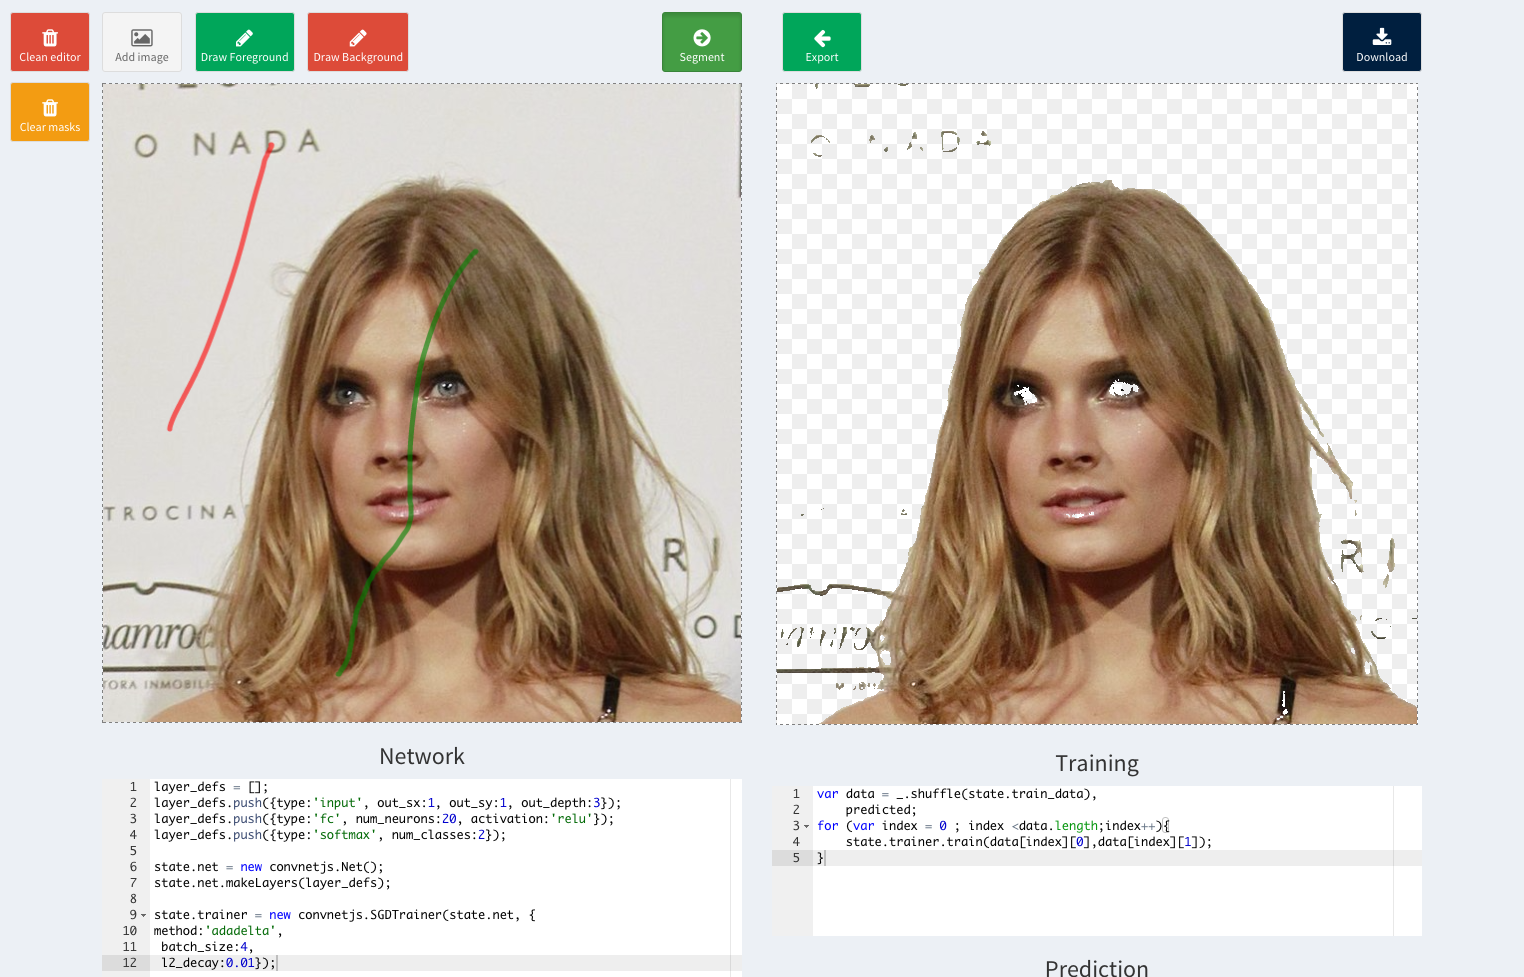 Clean editor
Add image
Draw Foreground
Draw Background
Segment
Export
Download
Clear masks
O NADA
TROCINA
RI
namroc
TORA INMOBIL
NADA
R I
Network
1 layer_defs = [];
2 layer_defs.push({type:'input', out_sx:1, out_sy:1, out_depth:3});
3 layer_defs.push({type:'fc', num_neurons:20, activation:'relu'});
4 layer_defs.push({type:'softmax', num_classes:2});
5
6 state.net = new convnetjs.Net();
7 state.net.makeLayers(layer_defs);
8
9 state.trainer = new convnetjs.SGDTrainer(state.net, {
10 method:'adadelta',
11 batch_size:4,
12 l2_decay:0.01});
Training
1 var data = _.shuffle(state.train_data),
2 predicted;
3 for (var index = 0 ; index <data.length;index++){
4 state.trainer.train(data[index][0],data[index][1]);
5 }
Prediction